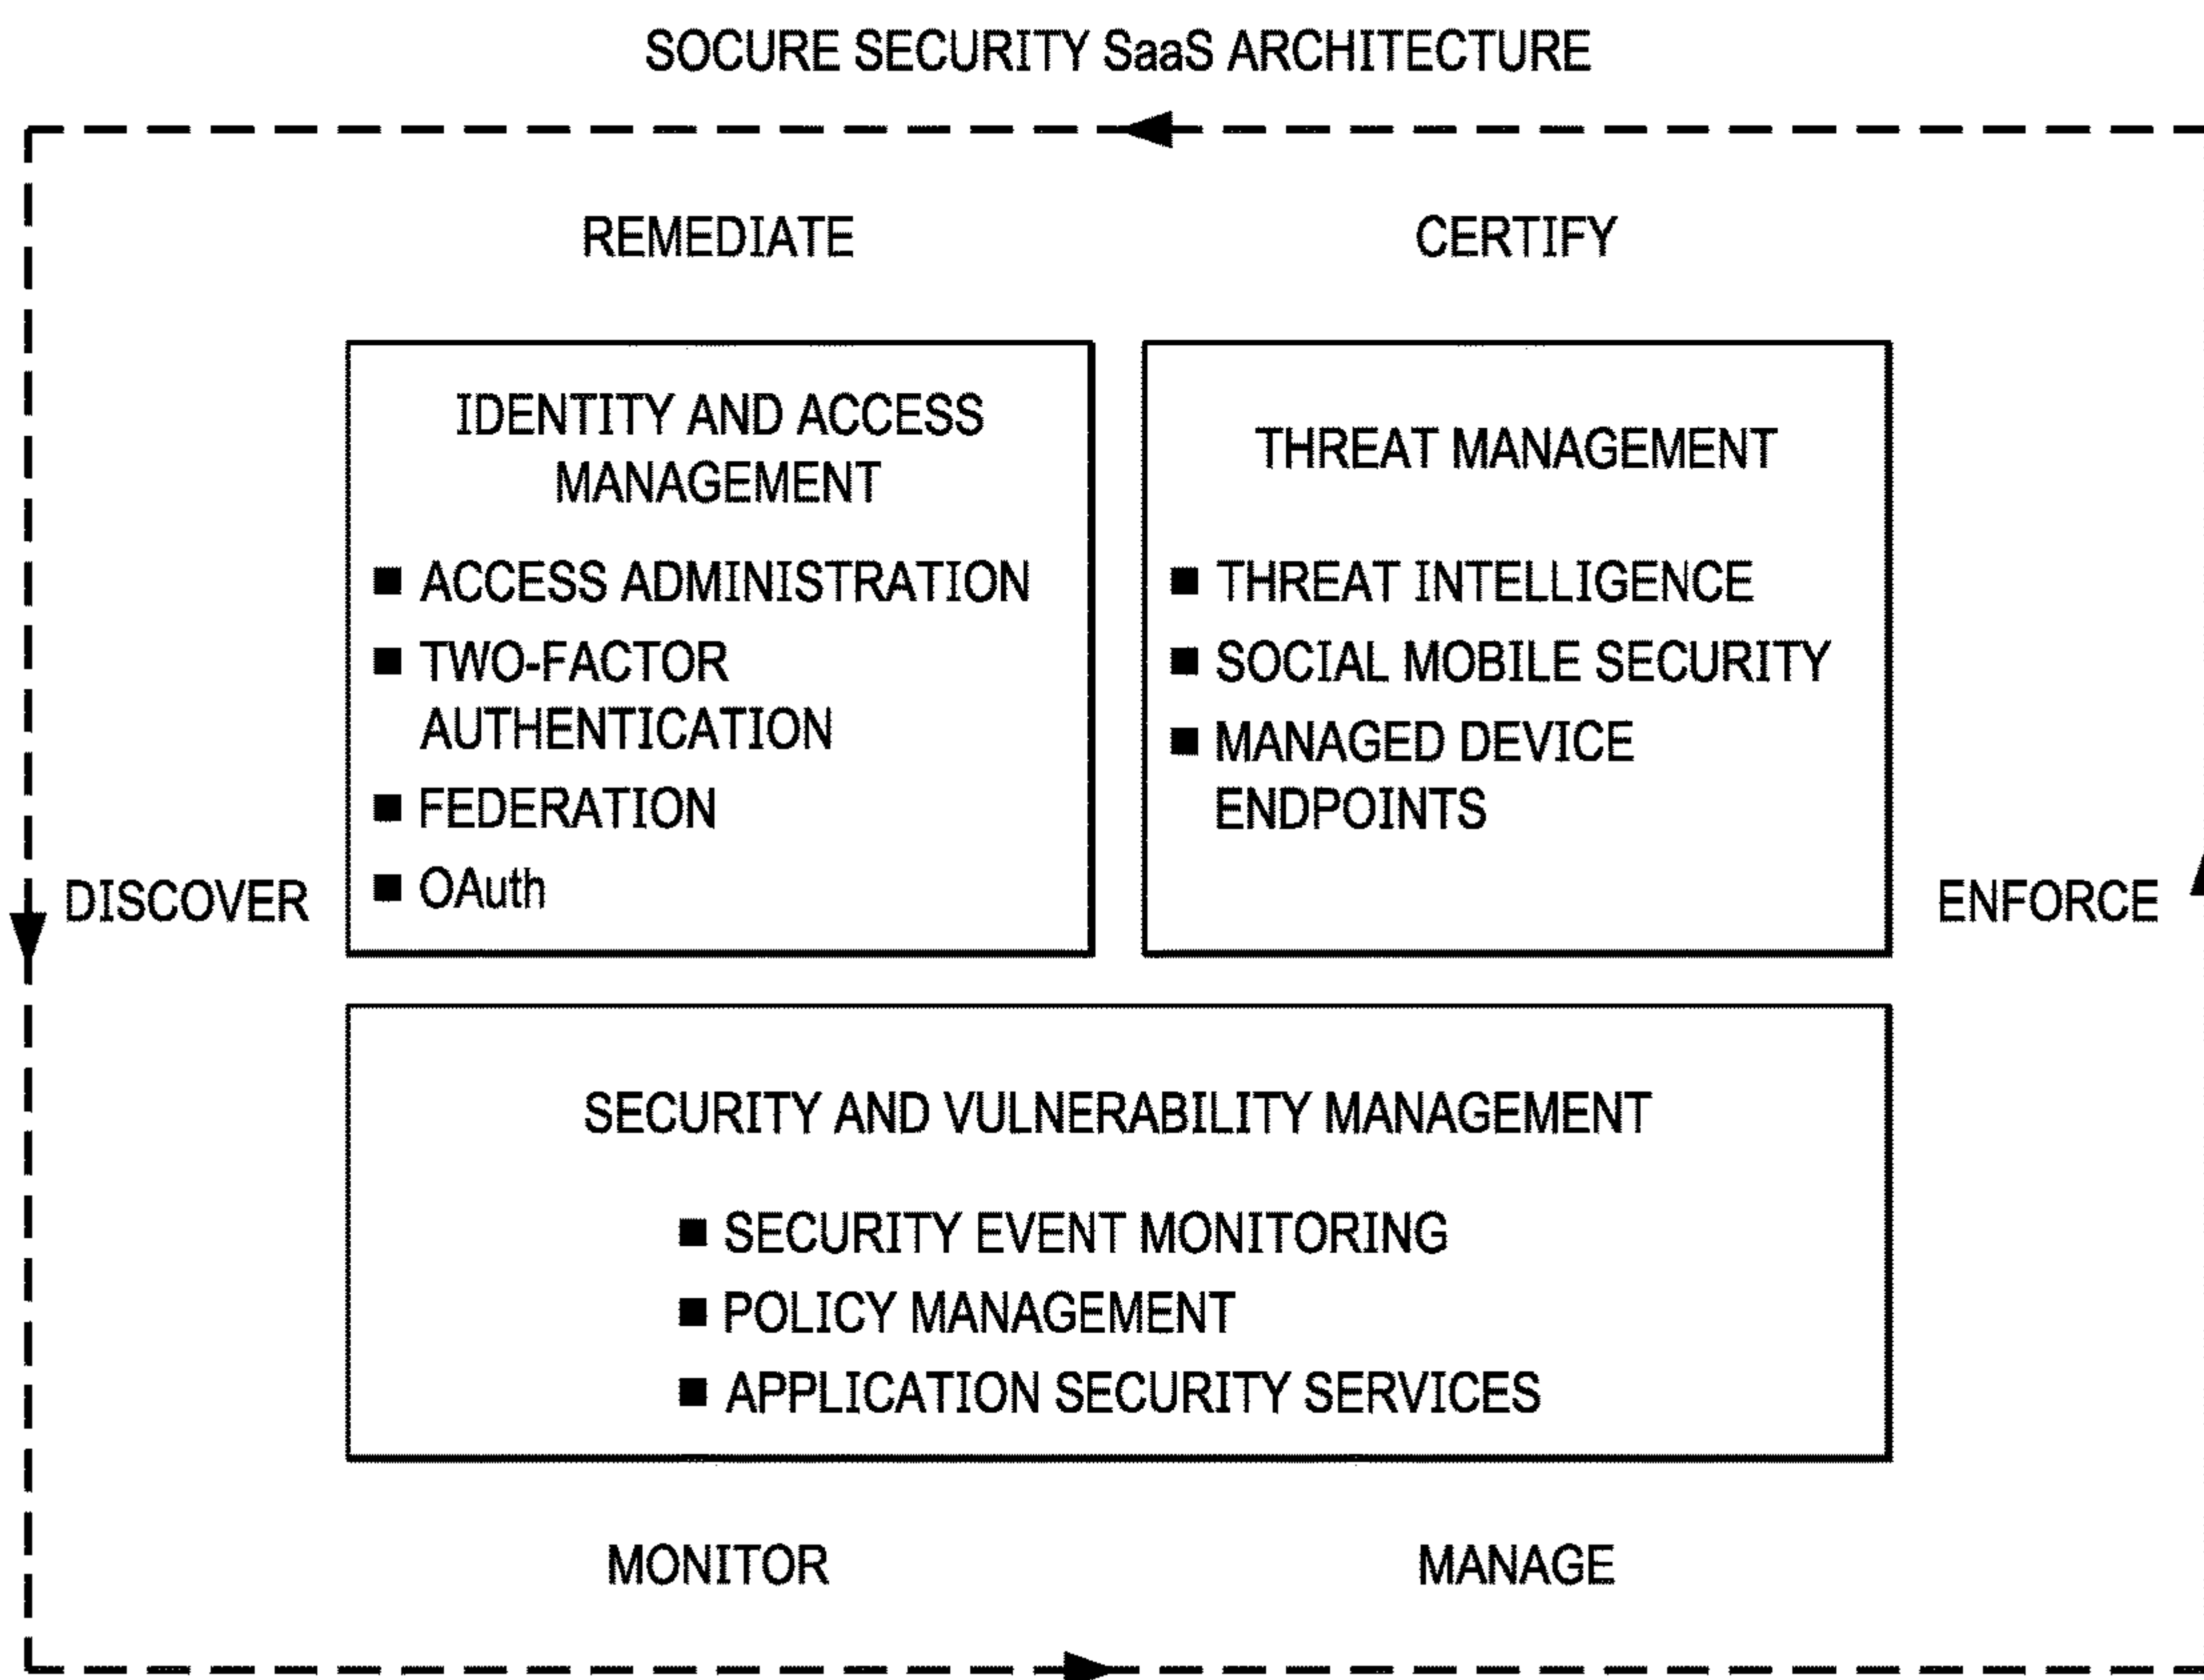 SOCURE SECURITY SaaS ARCHITECTURE
REMEDIATE
CERTIFY
IDENTITY AND ACCESS
MANAGEMENT
■ ACCESS ADMINISTRATION
■ TWO-FACTOR
AUTHENTICATION
■ FEDERATION
■ OAuth
THREAT MANAGEMENT
■ THREAT INTELLIGENCE
■ SOCIAL MOBILE SECURITY
■ MANAGED DEVICE
ENDPOINTS
DISCOVER
ENFORCE
SECURITY AND VULNERABILITY MANAGEMENT
■ SECURITY EVENT MONITORING
■ POLICY MANAGEMENT
■ APPLICATION SECURITY SERVICES
MONITOR
MANAGE